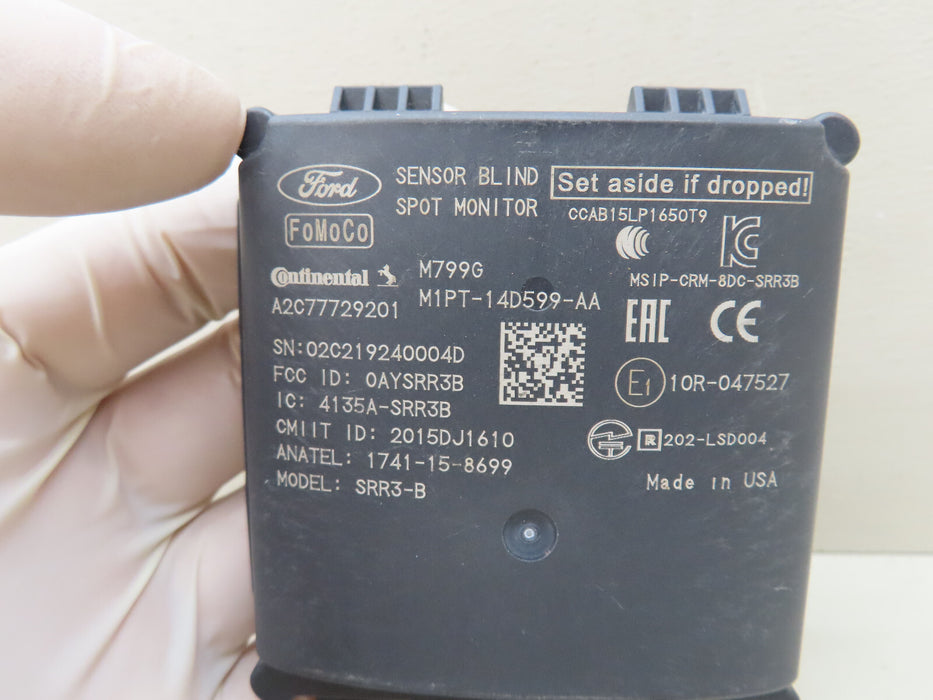 Ford
SENSOR BLIND
SPOT MONITOR
Set aside if dropped!
CCAB15LP1650T9
FoMoCo
MSIP-CRM-8DC-SRR3B
Continental
A2C77729201
M799G
M1PT-14D599-AA
EAC
CE
SN:02C219240004D
FCC ID: OAYSRR3B
IC: 4135A-SRR3B
CMIIT ID: 2015DJ1610
ANATEL: 1741-15-8699
MODEL: SRR3-B
E1 10R-047527
R 202-LSD004
Made in USA